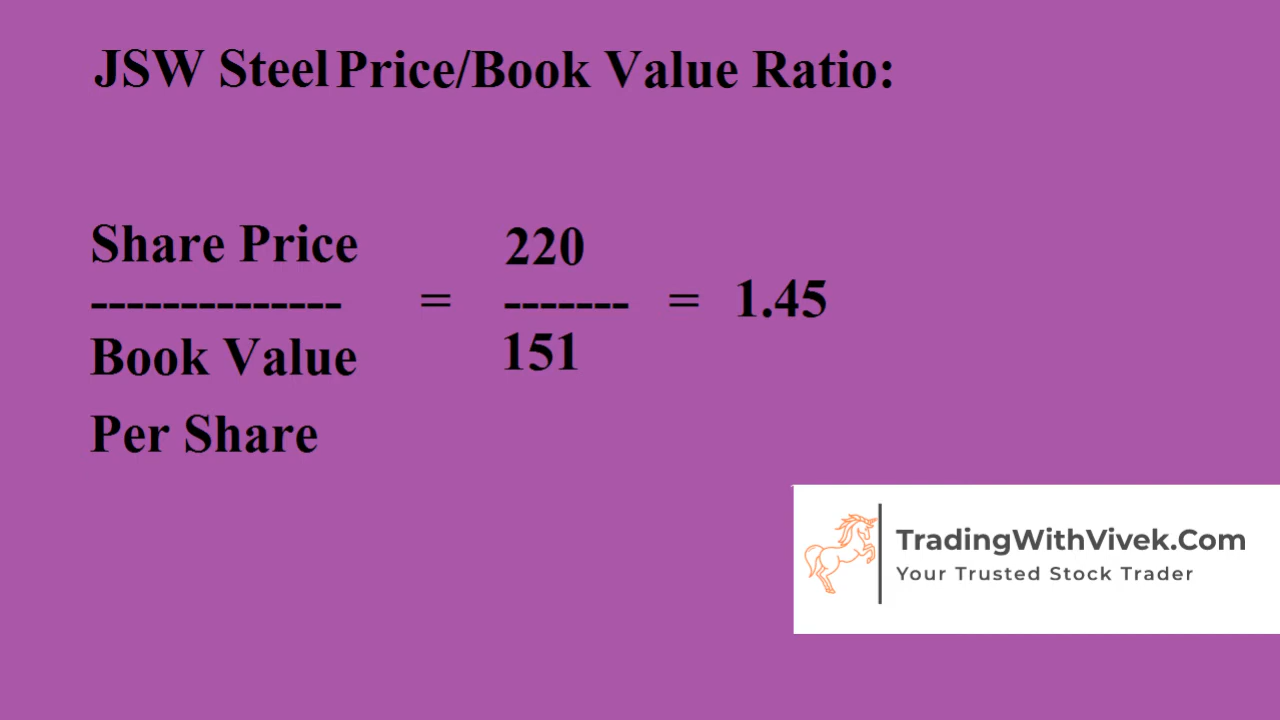 JSW Steel Price/Book Value Ratio:
Share Price 220
-------------- = ------- = 1.45
Book Value 151
Per Share
TradingWithVivek.Com
Your Trusted Stock Trader